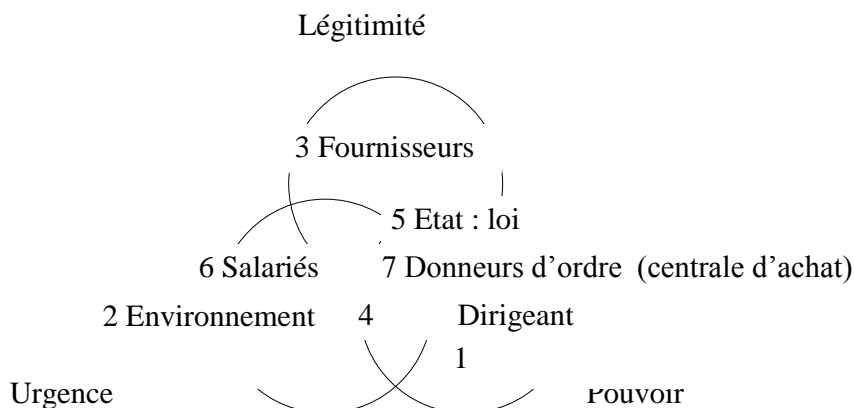 Légitimité
3 Fournisseurs
5 Etat : loi
6 Salariés 7 Donneurs d’ordre (centrale d’achat)
2 Environnement 4 Dirigeant
1
Urgence Pouvoir